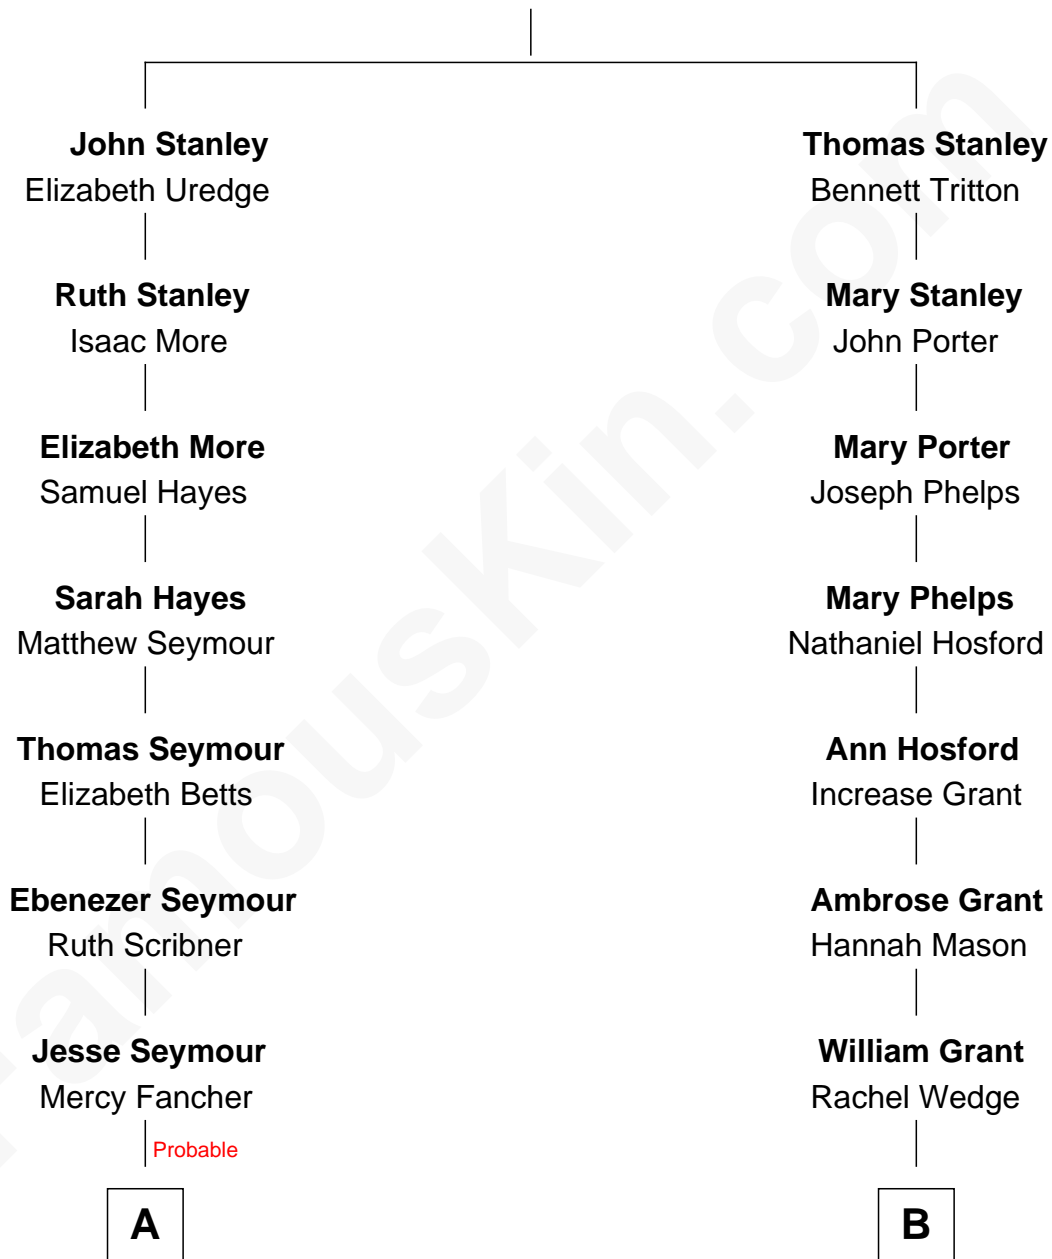 John Stanley
Elizabeth Uredge
Thomas Stanley
Bennett Tritton
Ruth Stanley
Isaac More
Mary Stanley
John Porter
Elizabeth More
Samuel Hayes
Mary Porter
Joseph Phelps
Sarah Hayes
Matthew Seymour
Mary Phelps
Nathaniel Hosford
Thomas Seymour
Elizabeth Betts
Ann Hosford
Increase Grant
Ebenezer Seymour
Ruth Scribner
Ambrose Grant
Hannah Mason
Jesse Seymour
Mercy Fancher
William Grant
Rachel Wedge
Probable
A
B
FamousKin.com